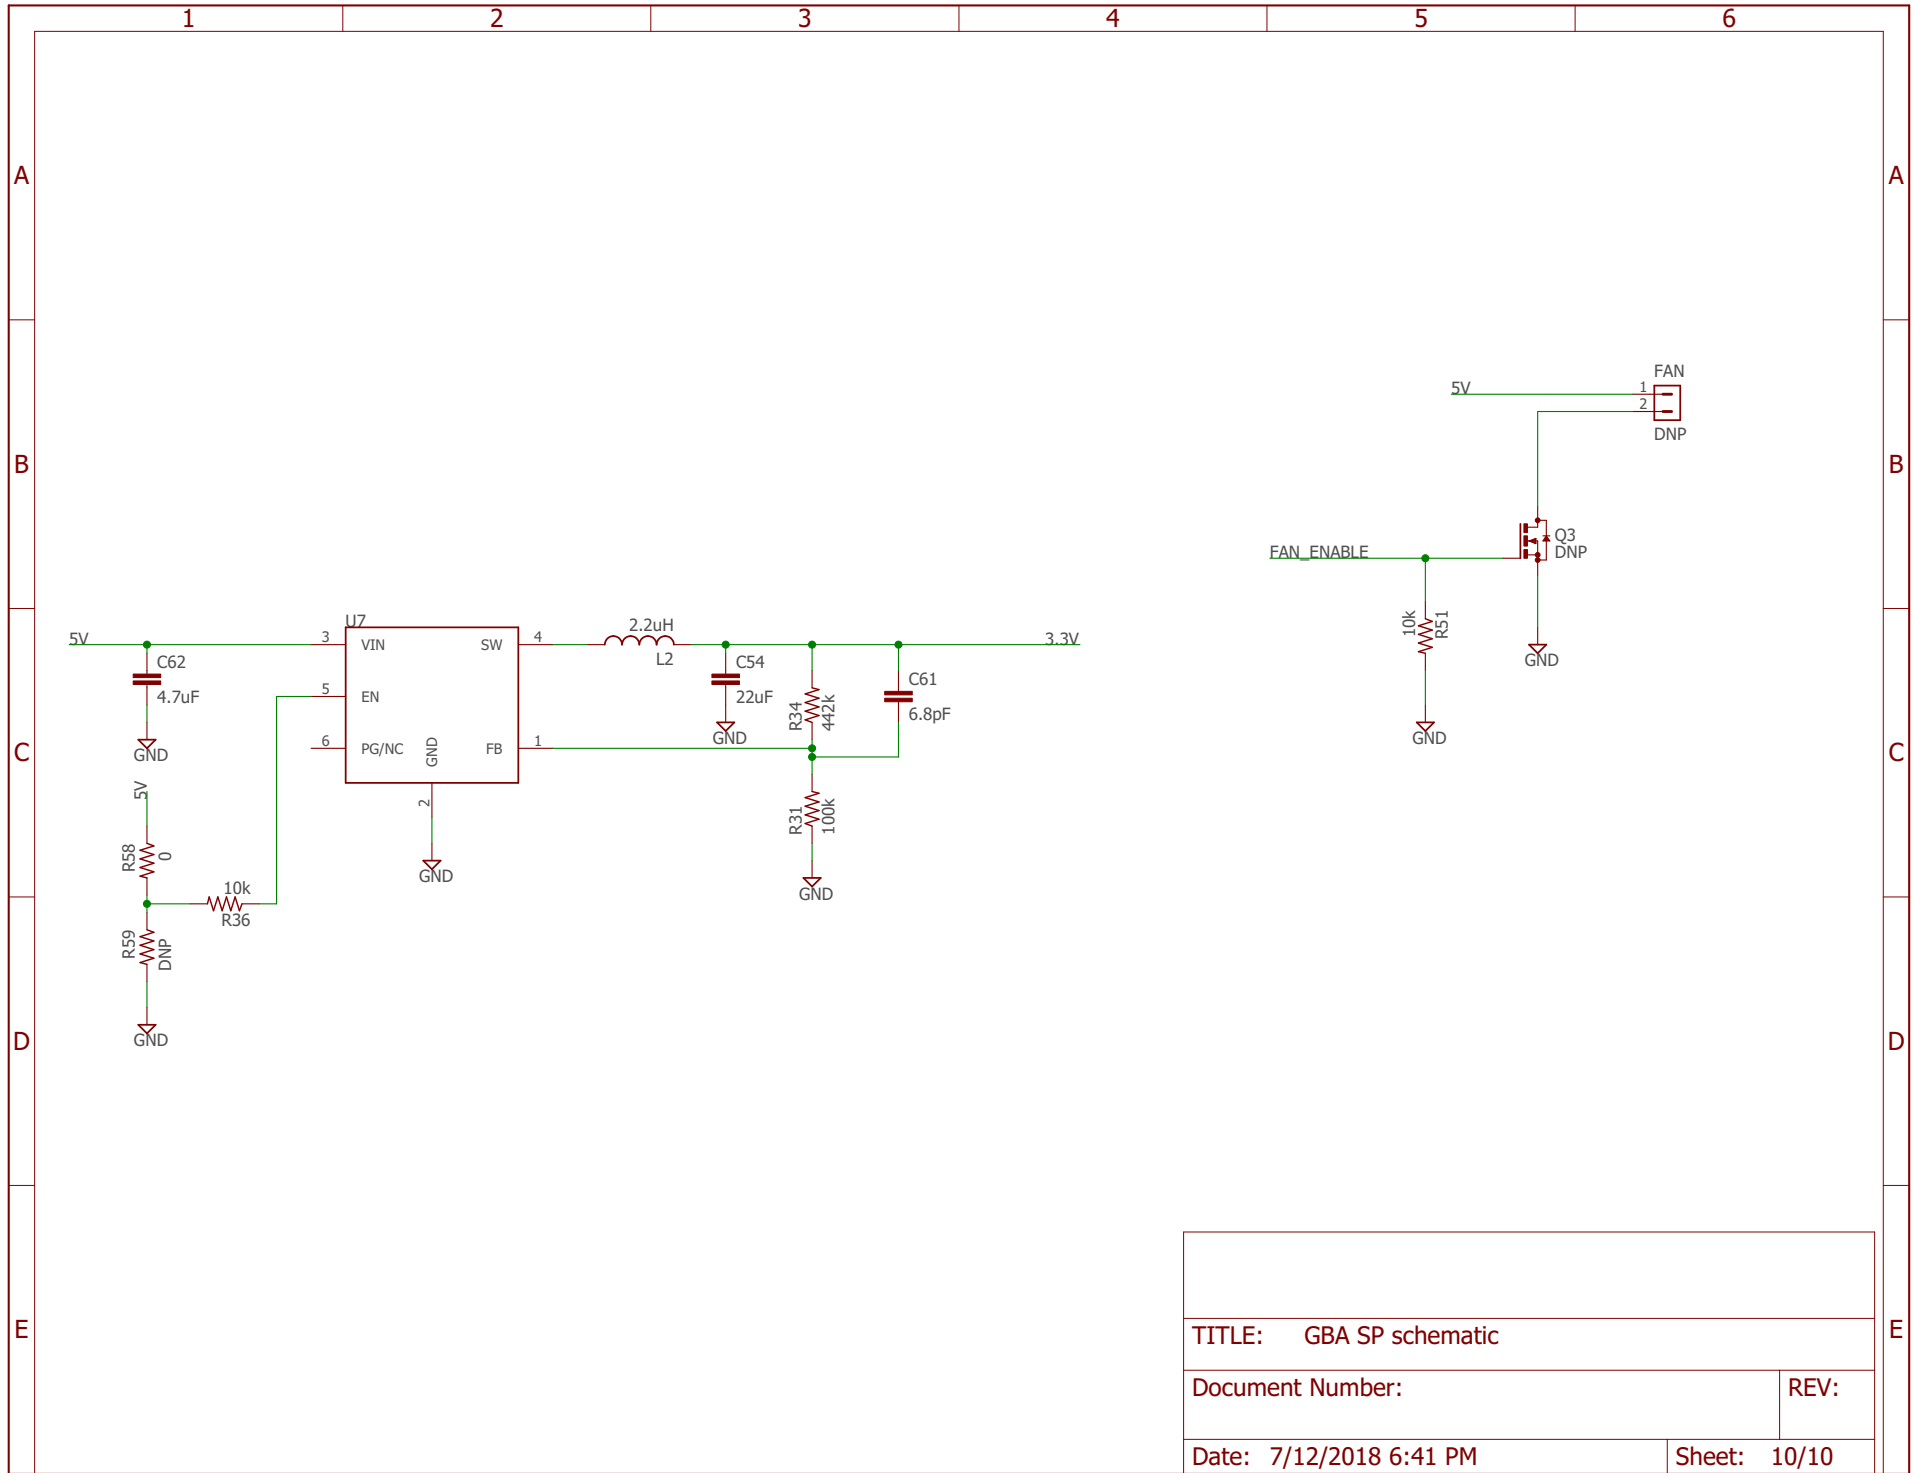 1 2 3 4 5 6
A A
B B
C C
D D
E E
FAN
5V
1
2
DNP
FAN_ENABLE
Q3
DNP
10k
R51
GND
GND
U7
5V
3
VIN
SW
4
2.2uH
L2
3.3V
C62
4.7uF
GND
5
EN
6
PG/NC
GND
2
GND
FB
1
C54
22uF
GND
R34
442k
C61
6.8pF
R31
100k
GND
5V
R58
0
10k
R36
R59
DNP
GND
TITLE: GBA SP schematic
Document Number:
REV:
Date: 7/12/2018 6:41 PM
Sheet: 10/10